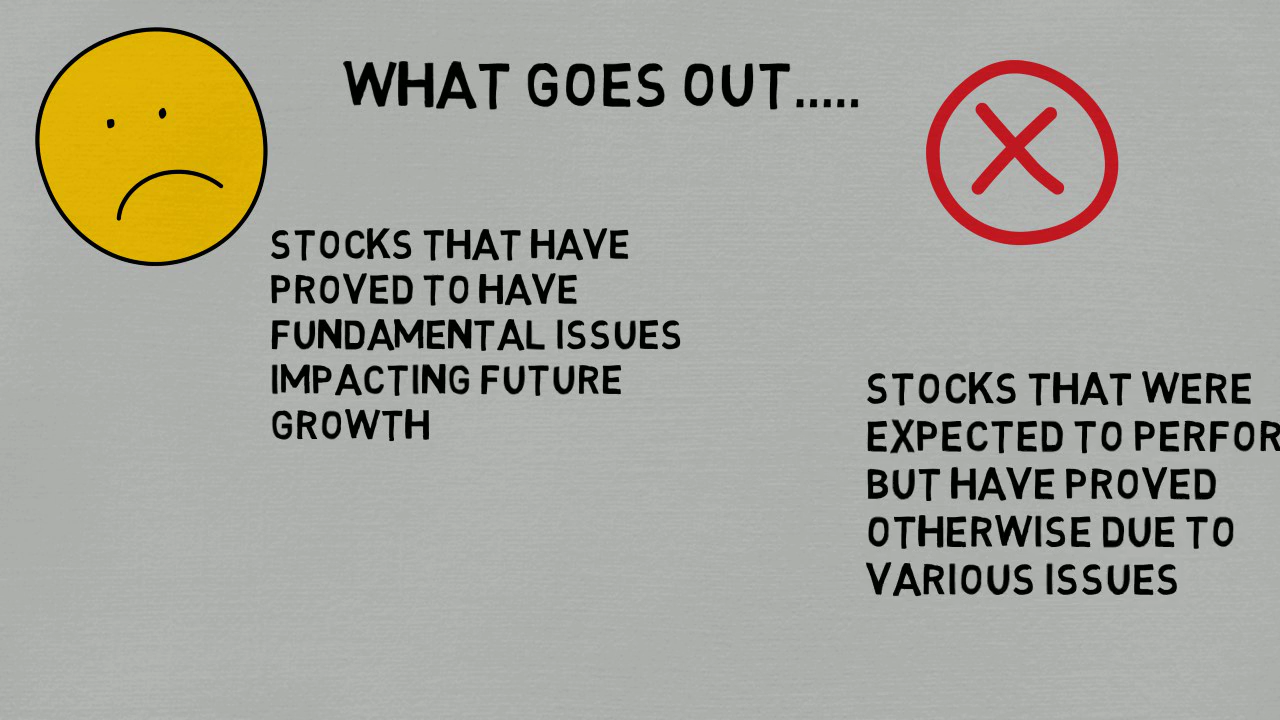 WHAT GOES OUT.....
STOCKS THAT HAVE
PROVED TO HAVE
FUNDAMENTAL ISSUES
IMPACTING FUTURE
GROWTH
STOCKS THAT WERE
EXPECTED TO PERFOR
BUT HAVE PROVED
OTHERWISE DUE TO
VARIOUS ISSUES